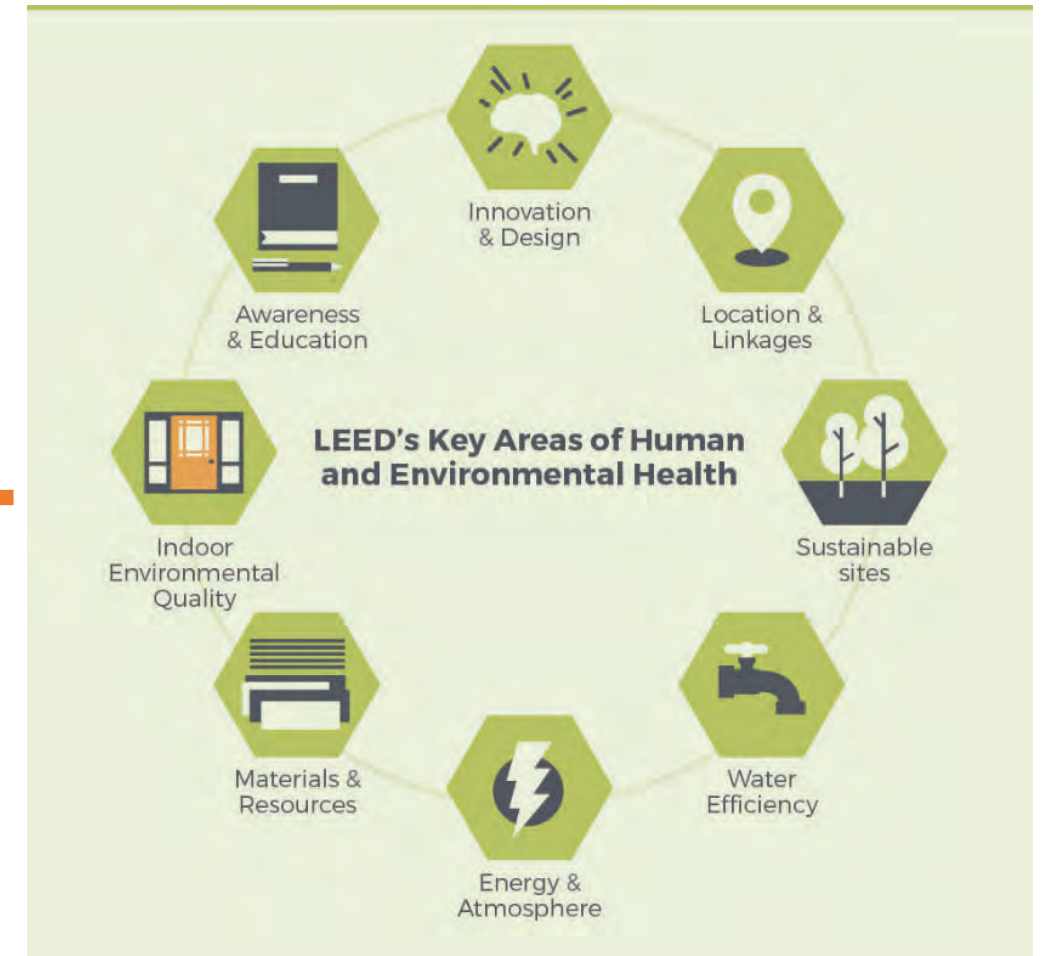 Innovation
& Design
Location &
Linkages
Sustainable
sites
Water
Efficiency
Energy &
Atmosphere
Materials &
Resources
Indoor
Environmental
Quality
Awareness
& Education
LEED's Key Areas of Human
and Environmental Health